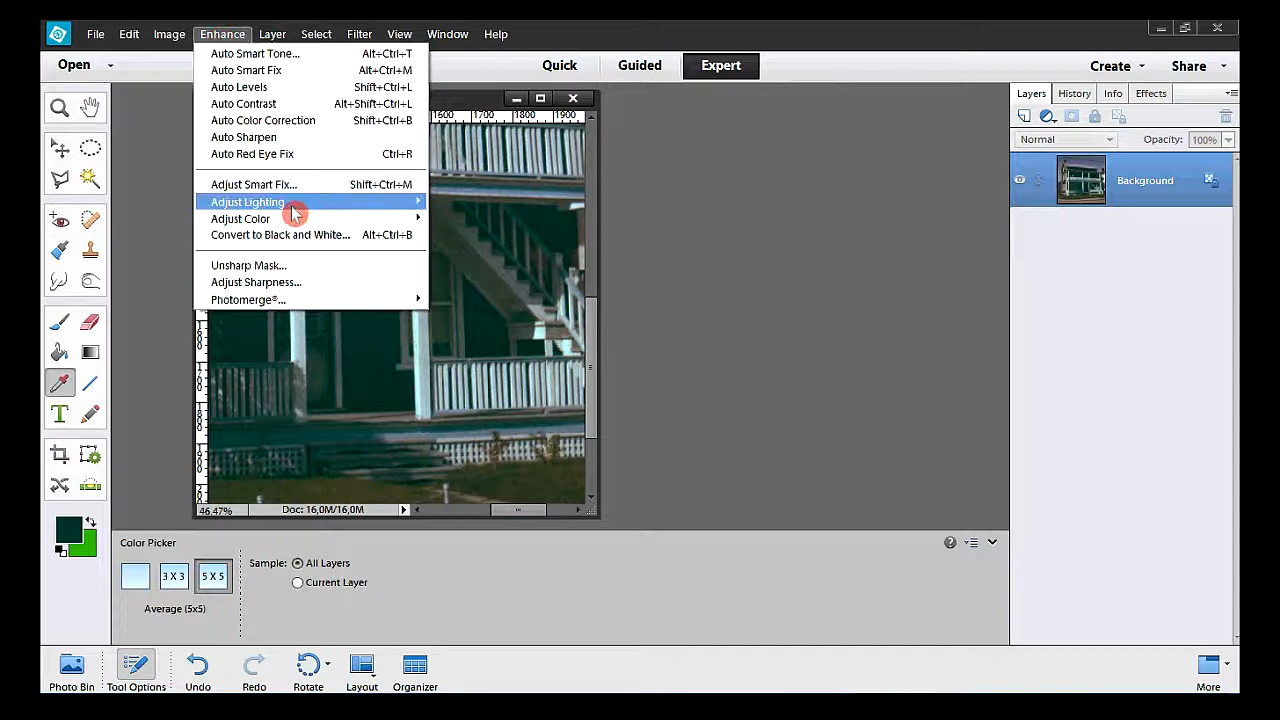 File Edit Image Enhance Layer Select Filter View Window Help
Open Quick Guided Expert Create Share
Auto Smart Tone... Alt+Ctrl+T
Auto Smart Fix Alt+Ctrl+M
Auto Levels Shift+Ctrl+L
Auto Contrast Alt+Shift+Ctrl+L
Auto Color Correction Shift+Ctrl+B
Auto Sharpen
Auto Red Eye Fix Ctrl+R
Adjust Smart Fix... Shift+Ctrl+M
Adjust Lighting
Adjust Color
Convert to Black and White... Alt+Ctrl+B
Unsharp Mask...
Adjust Sharpness...
Photomerge®...
1600 1700 1800 1900
Layers History Info Effects
Normal Opacity: 100%
Background
46.47% Doc: 16,0M/16,0M
Color Picker
Sample: All Layers
Current Layer
3 X 3 5 X 5
Average (5x5)
T
Photo Bin Tool Options Undo Redo Rotate Layout Organizer More